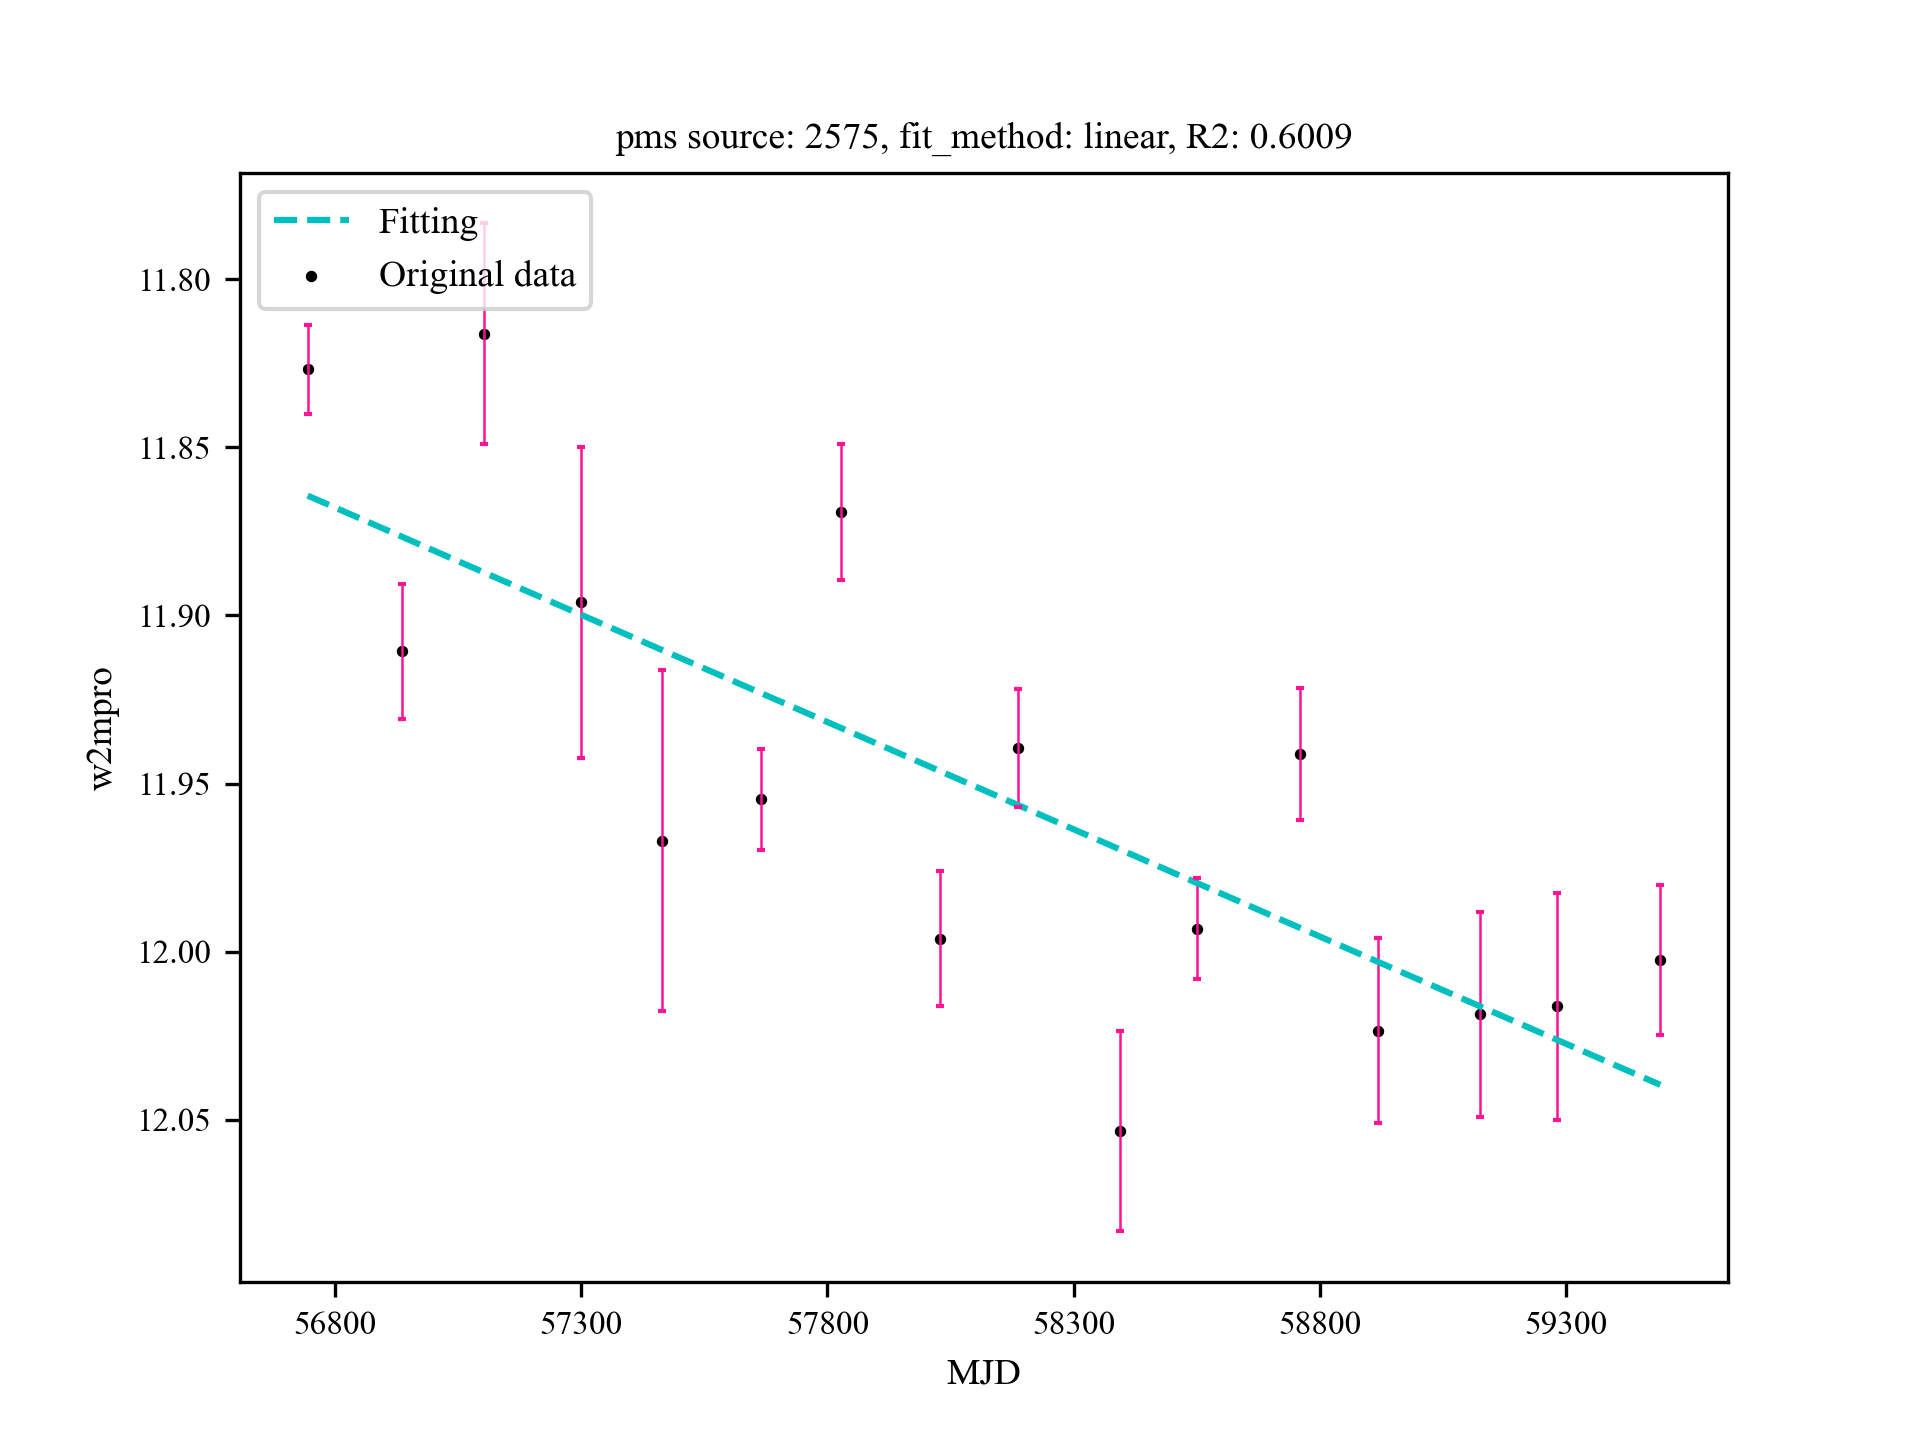 pms source: 2575, fit_method: linear, R2: 0.6009
Fitting
Original data
11.80
11.85
11.90
11.95
12.00
12.05
w2mpro
56800 57300 57800 58300 58800 59300
MJD